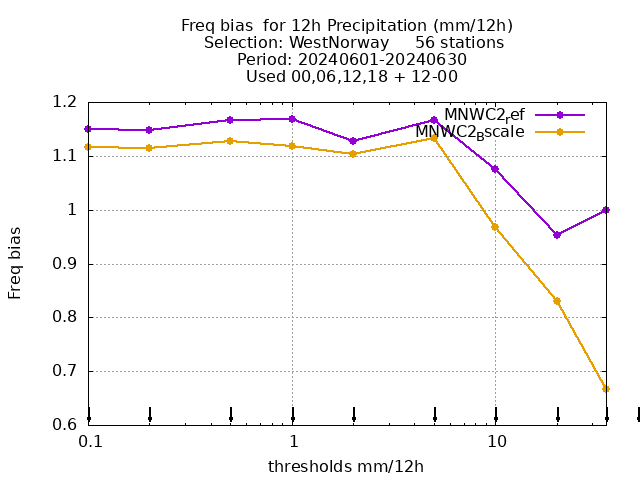 Freq bias  for 12h Precipitation (mm/12h)
Selection: WestNorway     56 stations
Period: 20240601-20240630
Used 00,06,12,18 + 12-00
1.2
MNWC2ref
MNWC2Bscale
1.1
1
0.9
0.8
0.7
0.6
Freq bias
0.1
1
10
thresholds mm/12h